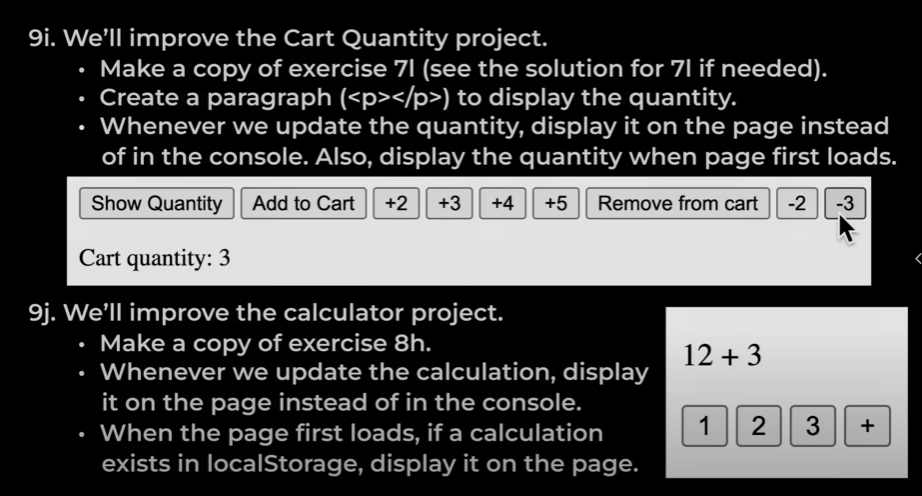 9i. We'll improve the Cart Quantity project.
• Make a copy of exercise 7l (see the solution for 7l if needed).
• Create a paragraph (<p></p>) to display the quantity.
• Whenever we update the quantity, display it on the page instead
of in the console. Also, display the quantity when page first loads.
Show Quantity Add to Cart +2 +3 +4 +5 Remove from cart -2 -3
Cart quantity: 3
9j. We'll improve the calculator project.
• Make a copy of exercise 8h.
• Whenever we update the calculation, display
it on the page instead of in the console.
• When the page first loads, if a calculation
exists in localStorage, display it on the page.
12 + 3
1 2 3 +